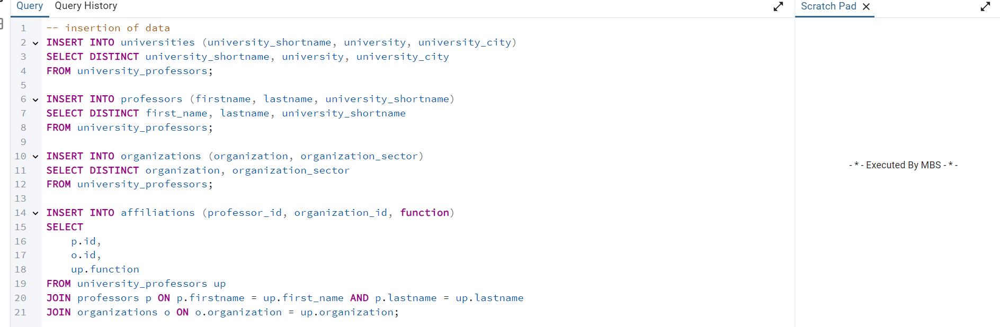 Query Query History
Scratch Pad
1 -- insertion of data
2 INSERT INTO universities (university_shortname, university, university_city)
3 SELECT DISTINCT university_shortname, university, university_city
4 FROM university_professors;
5
6 INSERT INTO professors (firstname, lastname, university_shortname)
7 SELECT DISTINCT first_name, lastname, university_shortname
8 FROM university_professors;
9
10 INSERT INTO organizations (organization, organization_sector)
11 SELECT DISTINCT organization, organization_sector
12 FROM university_professors;
13
14 INSERT INTO affiliations (professor_id, organization_id, function)
15 SELECT
16     p.id,
17     o.id,
18     up.function
19 FROM university_professors up
20 JOIN professors p ON p.firstname = up.first_name AND p.lastname = up.lastname
21 JOIN organizations o ON o.organization = up.organization;
- * - Executed By MBS - * -